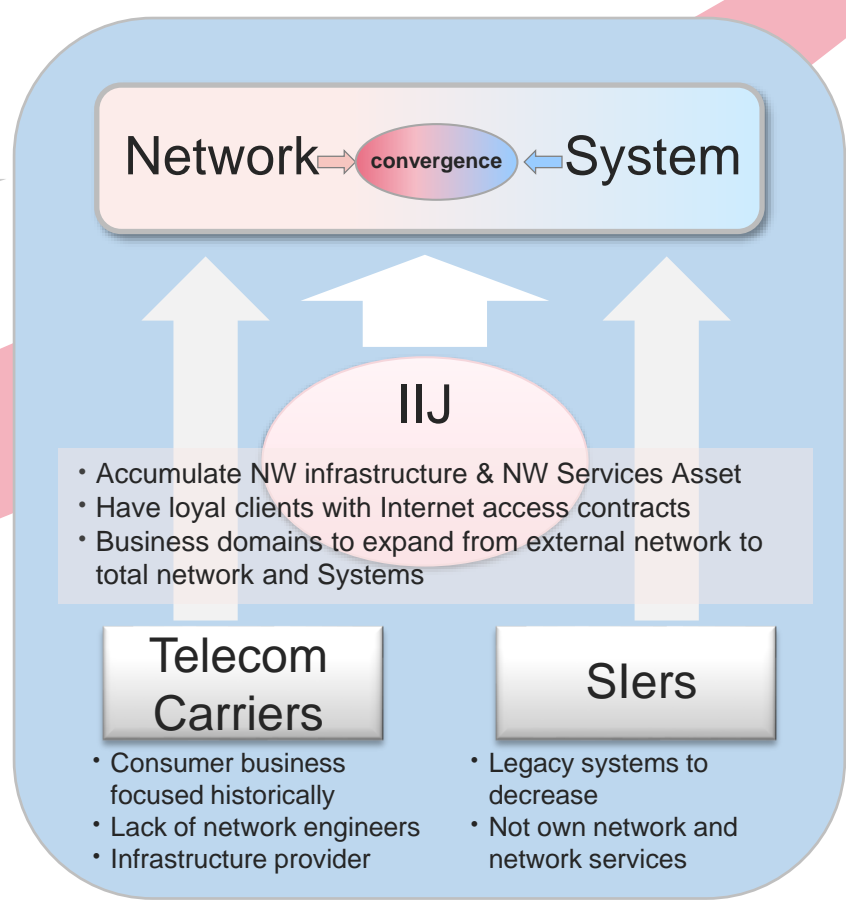 Network convergence System
IIJ
・Accumulate NW infrastructure & NW Services Asset
・Have loyal clients with Internet access contracts
・Business domains to expand from external network to
total network and Systems
Telecom
Carriers
・Consumer business
focused historically
・Lack of network engineers
・Infrastructure provider
SIers
・Legacy systems to
decrease
・Not own network and
network services